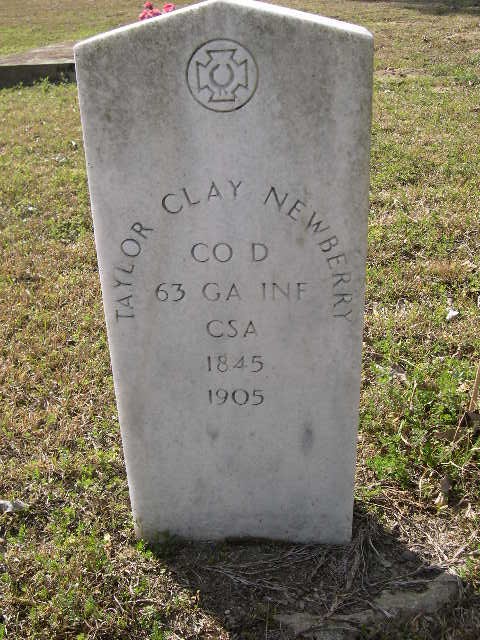 TAYLOR CLAY NEWBERRY
CO D
63 GA INF
CSA
1845
1905